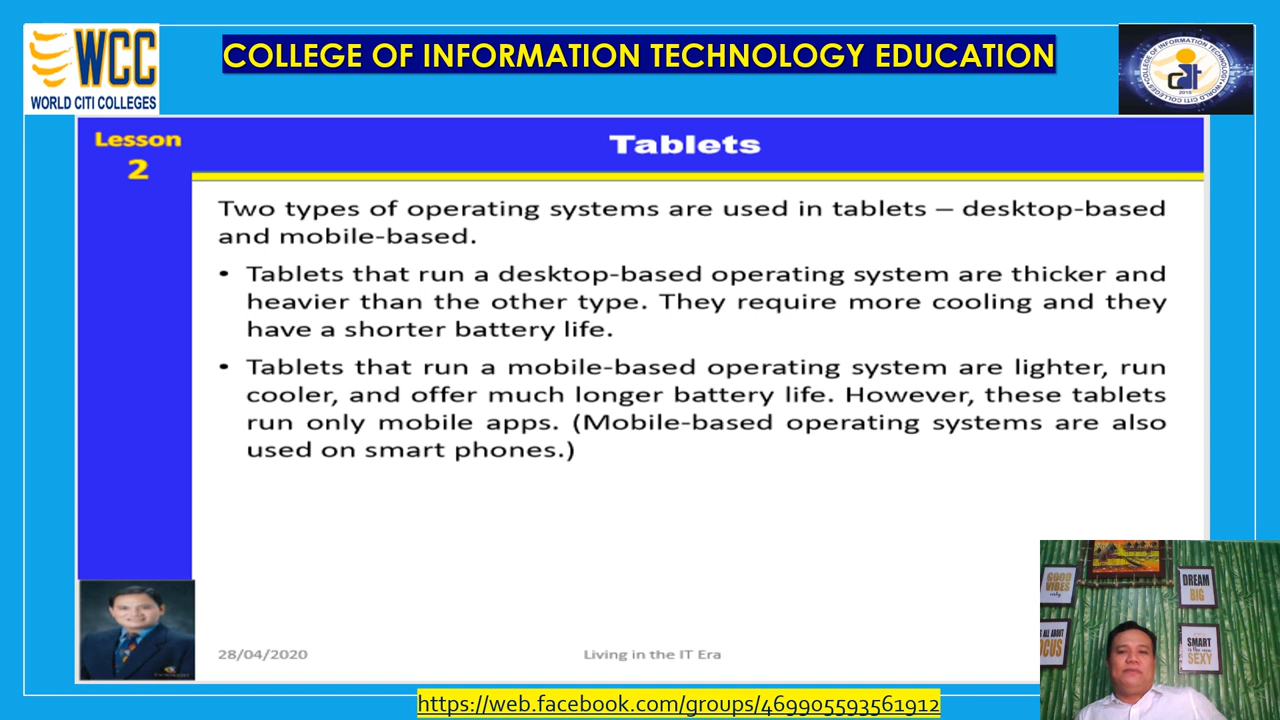 WCC
WORLD CITI COLLEGES
COLLEGE OF INFORMATION TECHNOLOGY EDUCATION
Lesson
2
Tablets
Two types of operating systems are used in tablets – desktop-based
and mobile-based.
• Tablets that run a desktop-based operating system are thicker and
heavier than the other type. They require more cooling and they
have a shorter battery life.
• Tablets that run a mobile-based operating system are lighter, run
cooler, and offer much longer battery life. However, these tablets
run only mobile apps. (Mobile-based operating systems are also
used on smart phones.)
28/04/2020
Living in the IT Era
GOOD
VIBES
only
DREAM
BIG
ALL ABOUT
FOCUS
SMART
is the new
SEXY
https://web.facebook.com/groups/469905593561912